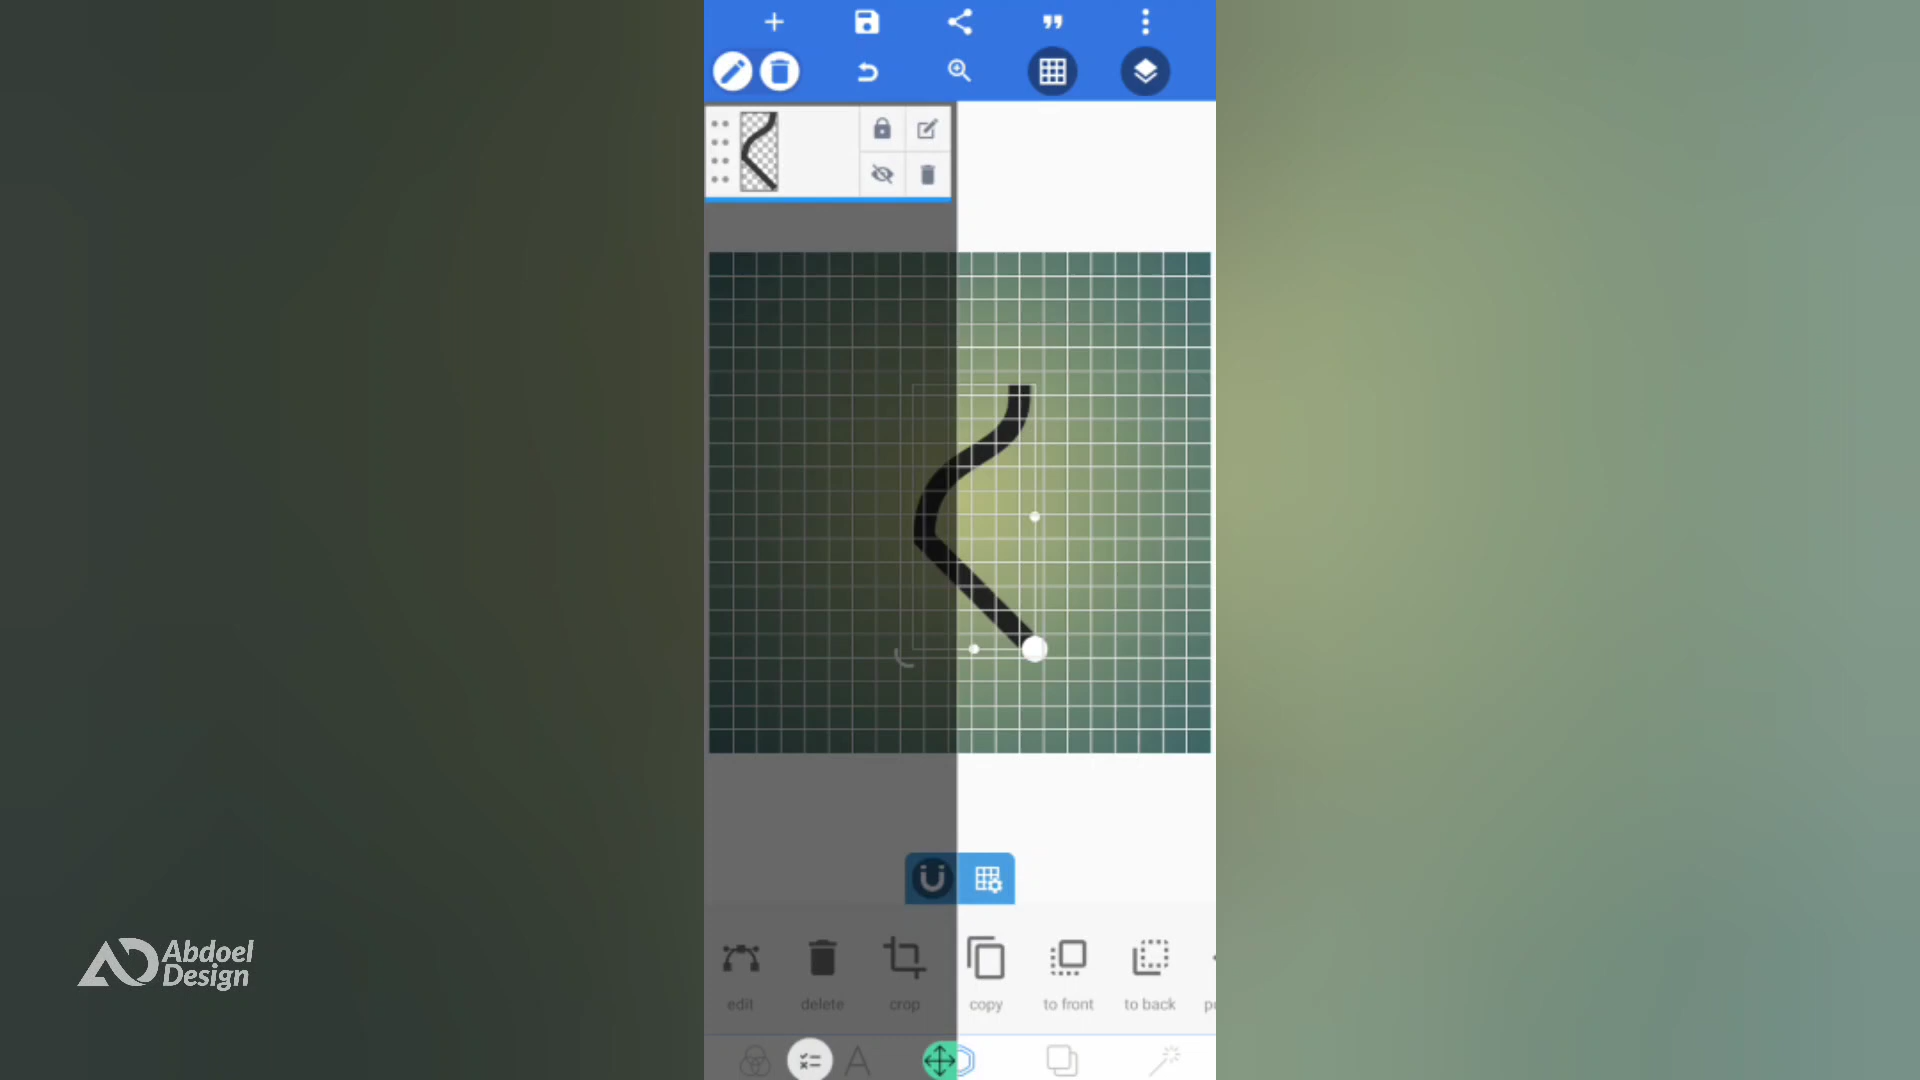 edit
delete
crop
copy
to front
to back
Abdoel
Design